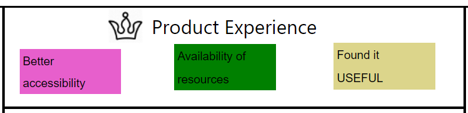 Product Experience
Better
accessibility
Availability of
resources
Found it
USEFUL